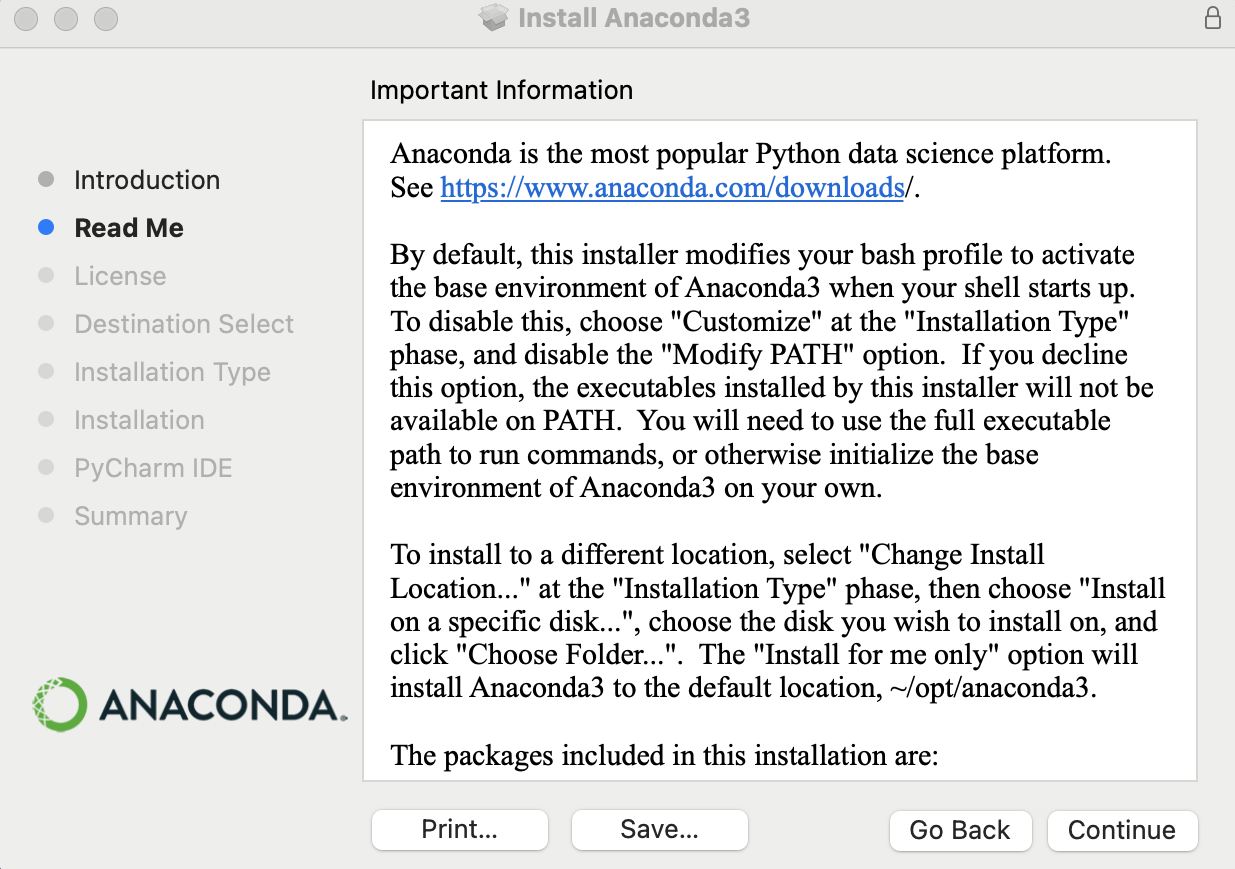 Install Anaconda3
Important Information
Introduction
Read Me
License
Destination Select
Installation Type
Installation
PyCharm IDE
Summary
ANACONDA.
Anaconda is the most popular Python data science platform.
See https://www.anaconda.com/downloads/.
By default, this installer modifies your bash profile to activate
the base environment of Anaconda3 when your shell starts up.
To disable this, choose "Customize" at the "Installation Type"
phase, and disable the "Modify PATH" option.  If you decline
this option, the executables installed by this installer will not be
available on PATH.  You will need to use the full executable
path to run commands, or otherwise initialize the base
environment of Anaconda3 on your own.
To install to a different location, select "Change Install
Location..." at the "Installation Type" phase, then choose "Install
on a specific disk...", choose the disk you wish to install on, and
click "Choose Folder...".  The "Install for me only" option will
install Anaconda3 to the default location, ~/opt/anaconda3.
The packages included in this installation are:
Print...
Save...
Go Back
Continue